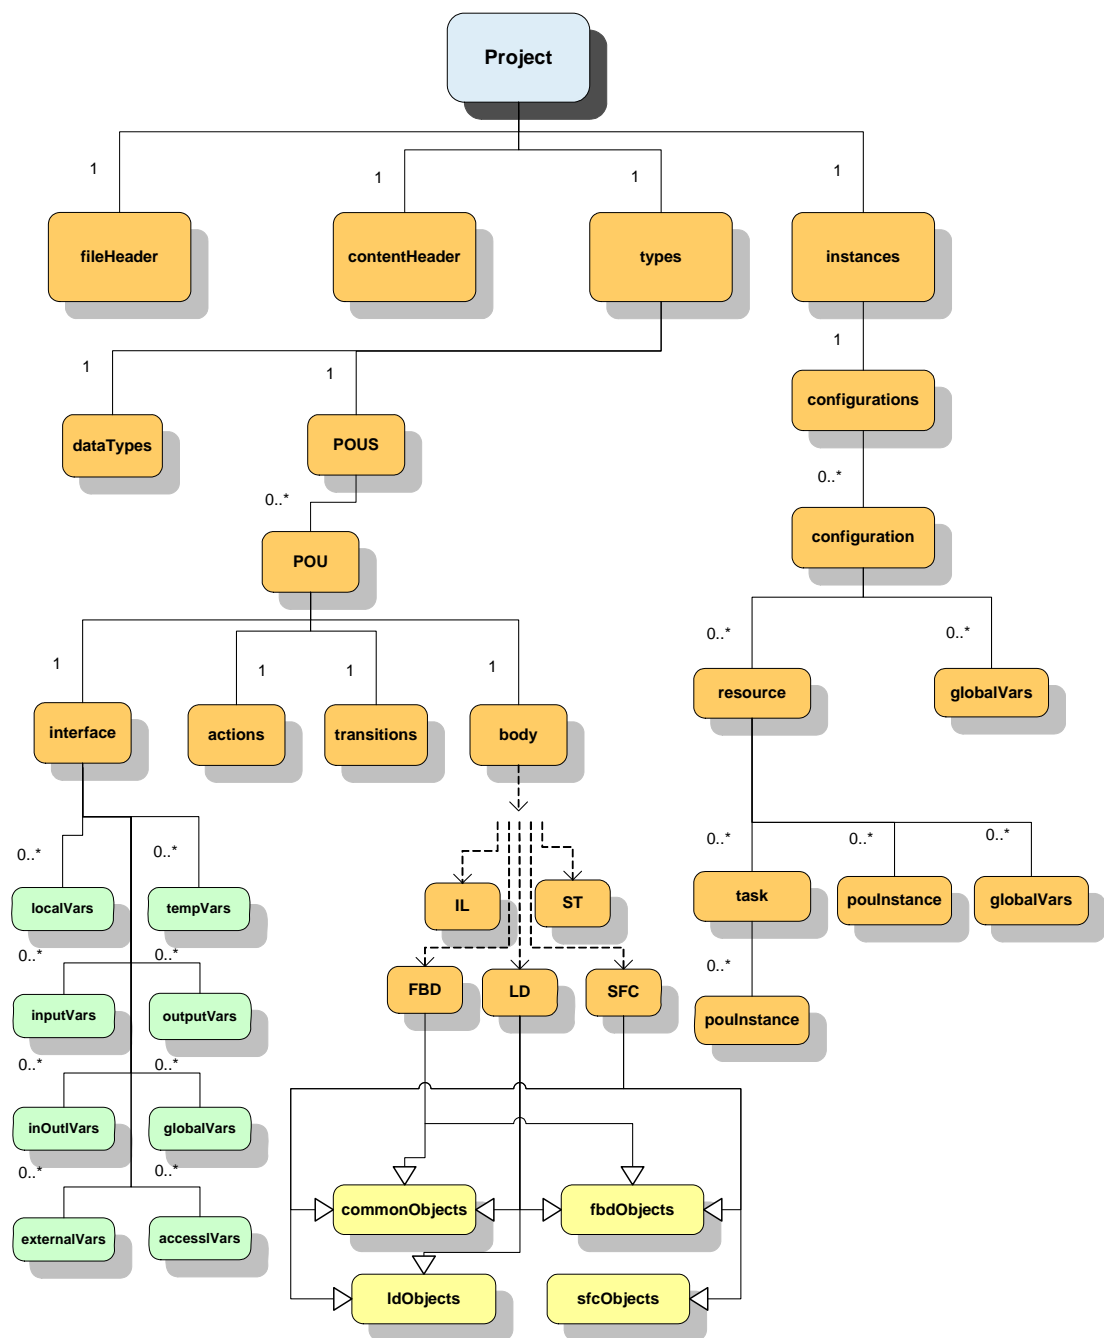 Project
1
1
1
1
fileHeader
contentHeader
types
instances
1
1
1
dataTypes
POUS
configurations
0..*
0..*
POU
configuration
1
1
1
1
0..*
0..*
interface
actions
transitions
body
resource
globalVars
0..*
0..*
0..*
0..*
0..*
localVars
tempVars
IL
ST
task
pouInstance
globalVars
0..*
0..*
0..*
inputVars
outputVars
FBD
LD
SFC
pouInstance
0..*
0..*
inOutlVars
globalVars
0..*
0..*
externalVars
accesslVars
commonObjects
fbdObjects
ldObjects
sfcObjects